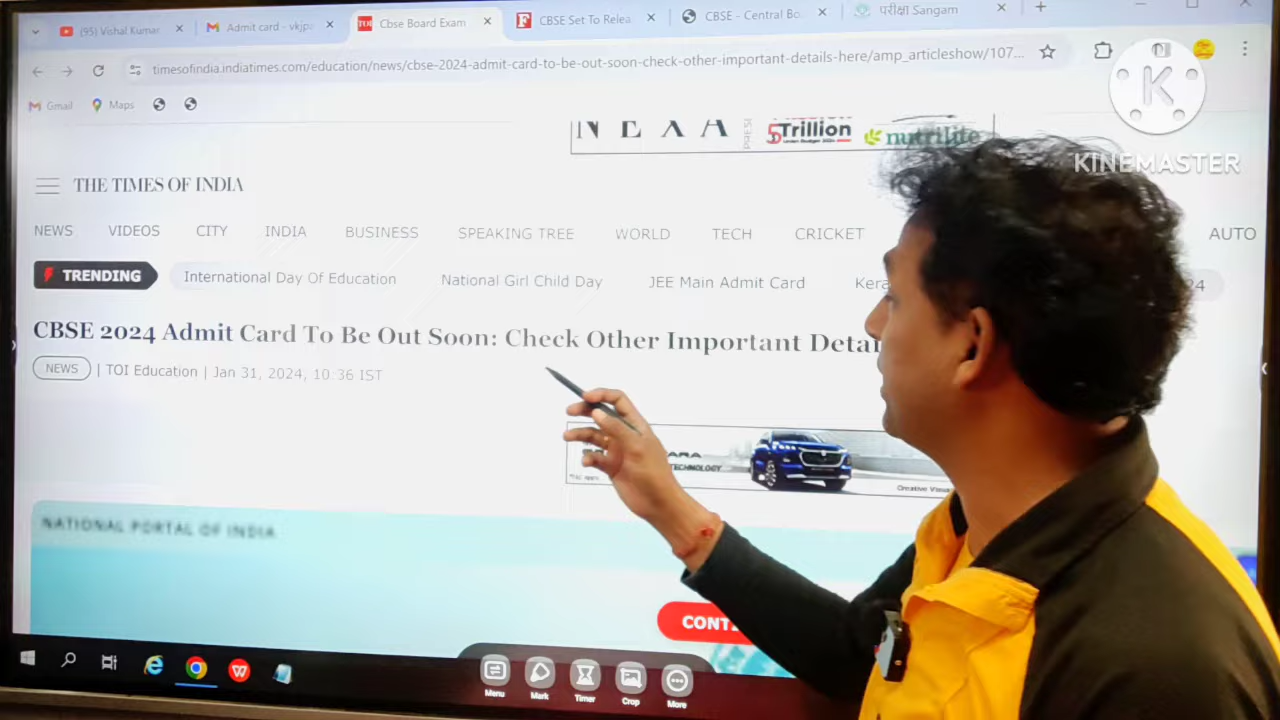 (95) Vishal Kumar
Admit card - vkjp
TOI
Cbse Board Exam
CBSE Set To Relea
CBSE - Central Bo
परीक्षा Sangam
timesofindia.indiatimes.com/education/news/cbse-2024-admit-card-to-be-out-soon-check-other-important-details-here/amp_articleshow/107...
Gmail
Maps
5Trillion
nutrilite
K
KINEMASTER
THE TIMES OF INDIA
NEWS VIDEOS CITY INDIA BUSINESS SPEAKING TREE WORLD TECH CRICKET AUTO
TRENDING International Day Of Education National Girl Child Day JEE Main Admit Card Kera 24
CBSE 2024 Admit Card To Be Out Soon: Check Other Important Detai
NEWS | TOI Education | Jan 31, 2024, 10:36 IST
ARA
TECHNOLOGY
NATIONAL PORTAL OF INDIA
CONT
Menu Mark Timer Crop More